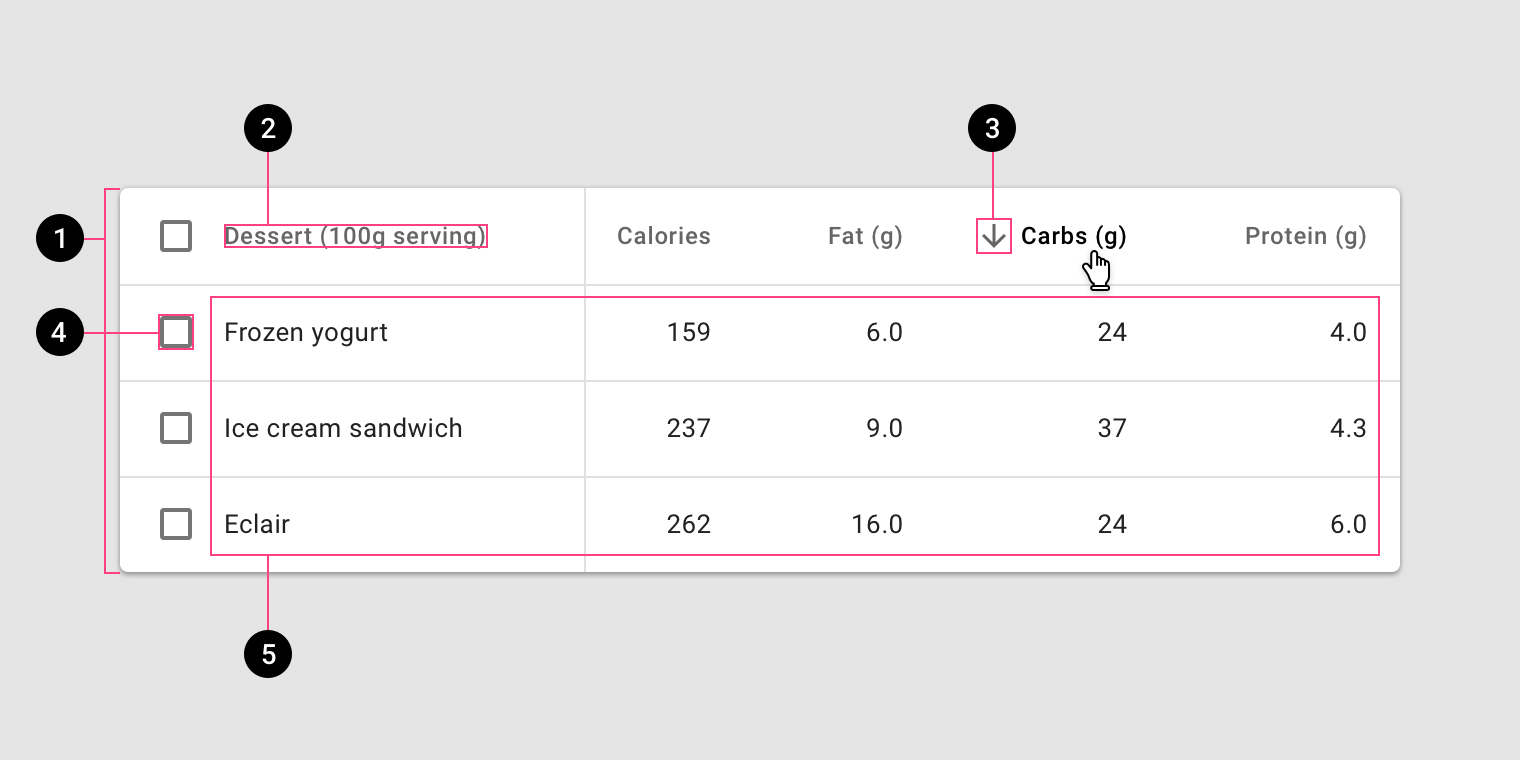 2
3
1
Dessert (100g serving) Calories Fat (g) Carbs (g) Protein (g)
4
Frozen yogurt 159 6.0 24 4.0
Ice cream sandwich 237 9.0 37 4.3
Eclair 262 16.0 24 6.0
5